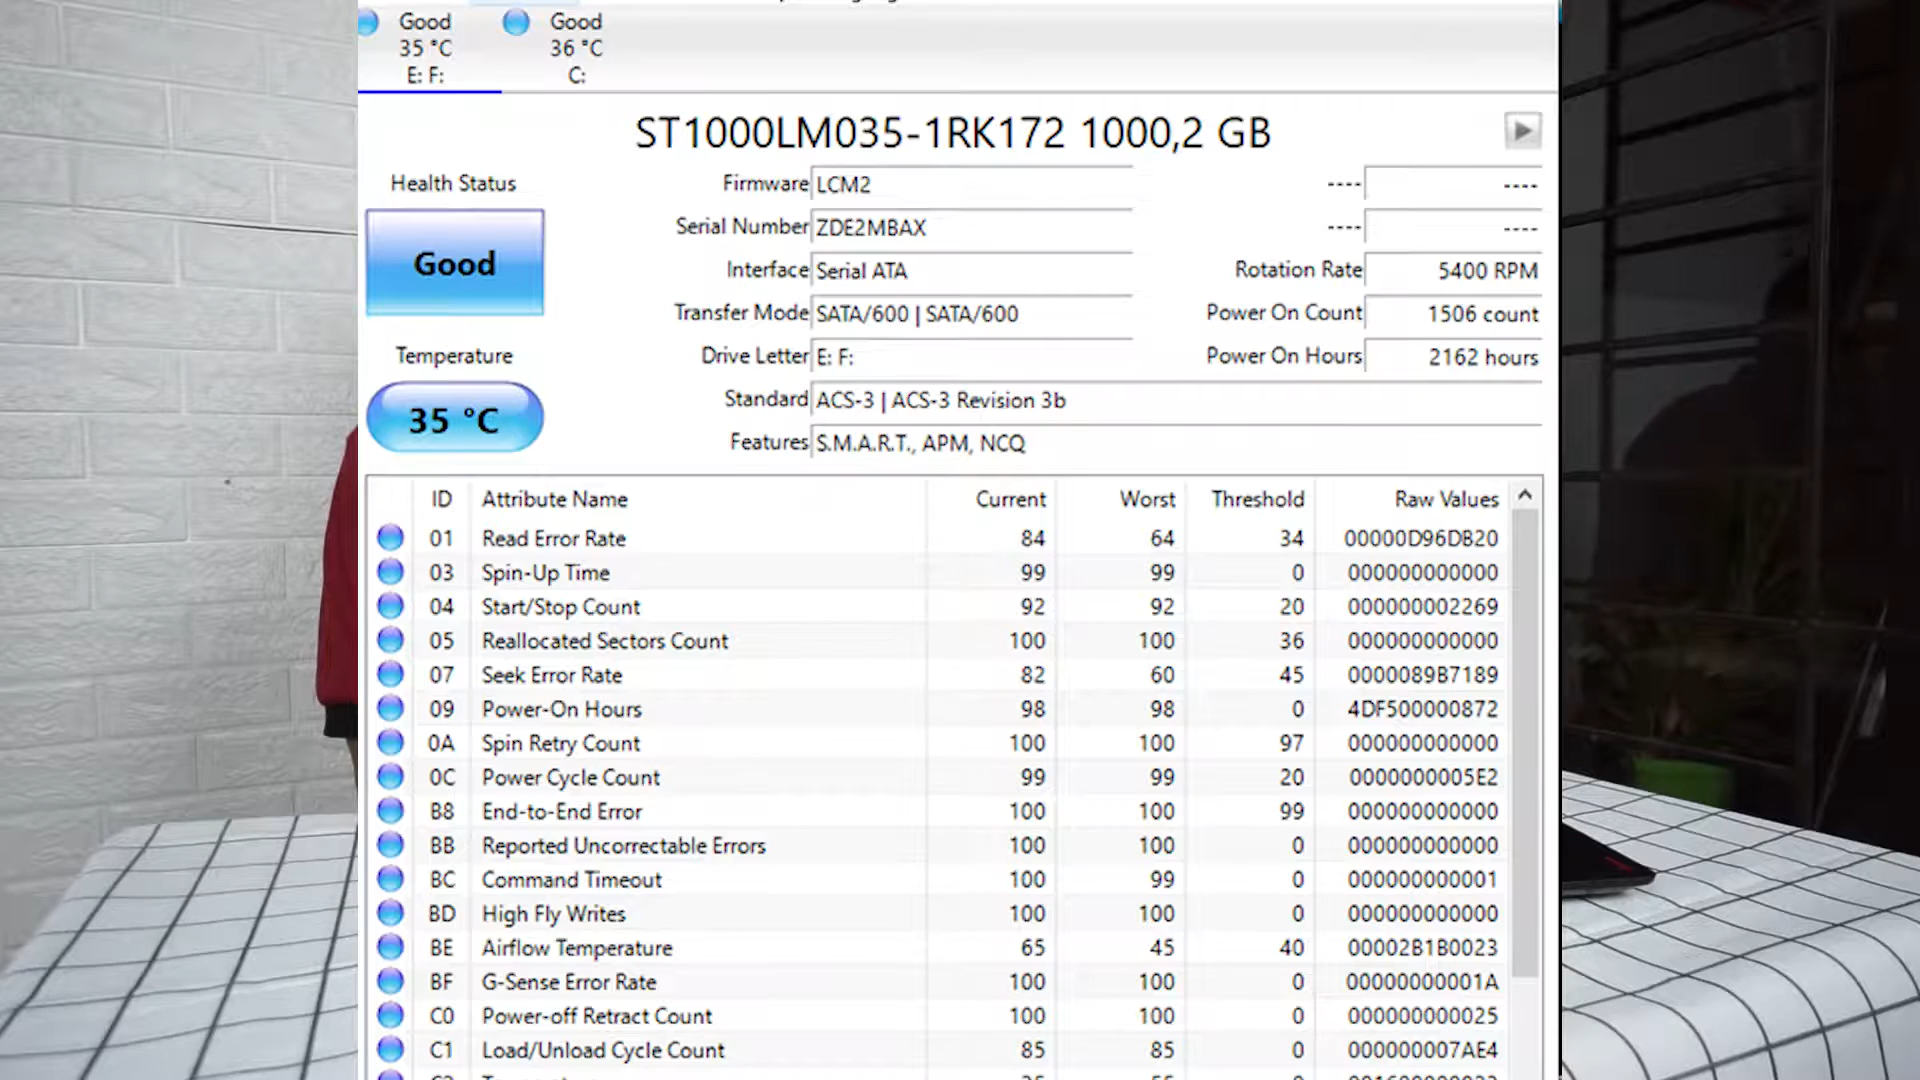 Good Good
35 °C 36 °C
E: F: C:
ST1000LM035-1RK172 1000,2 GB
Health Status
Good
Temperature
35 °C
Firmware LCM2 ---- ----
Serial Number ZDE2MBAX ---- ----
Interface Serial ATA Rotation Rate 5400 RPM
Transfer Mode SATA/600 | SATA/600 Power On Count 1506 count
Drive Letter E: F: Power On Hours 2162 hours
Standard ACS-3 | ACS-3 Revision 3b
Features S.M.A.R.T., APM, NCQ
ID Attribute Name Current Worst Threshold Raw Values
01 Read Error Rate 84 64 34 00000D96DB20
03 Spin-Up Time 99 99 0 000000000000
04 Start/Stop Count 92 92 20 000000002269
05 Reallocated Sectors Count 100 100 36 000000000000
07 Seek Error Rate 82 60 45 0000089B7189
09 Power-On Hours 98 98 0 4DF500000872
0A Spin Retry Count 100 100 97 000000000000
0C Power Cycle Count 99 99 20 0000000005E2
B8 End-to-End Error 100 100 99 000000000000
BB Reported Uncorrectable Errors 100 100 0 000000000000
BC Command Timeout 100 99 0 000000000001
BD High Fly Writes 100 100 0 000000000000
BE Airflow Temperature 65 45 40 00002B1B0023
BF G-Sense Error Rate 100 100 0 00000000001A
C0 Power-off Retract Count 100 100 0 000000000025
C1 Load/Unload Cycle Count 85 85 0 000000007AE4